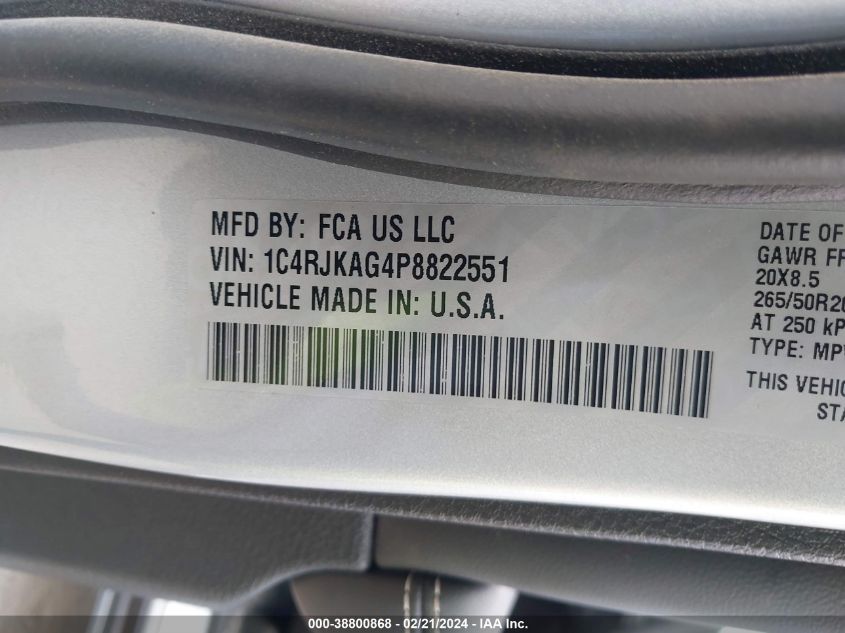 MFD BY: FCA US LLC
VIN: 1C4RJKAG4P8822551
VEHICLE MADE IN: U.S.A.
DATE OF
GAWR
20X8.5
AT 250
TYPE:
THIS
000-38800868 - 02/21/2024 - IAA Inc.